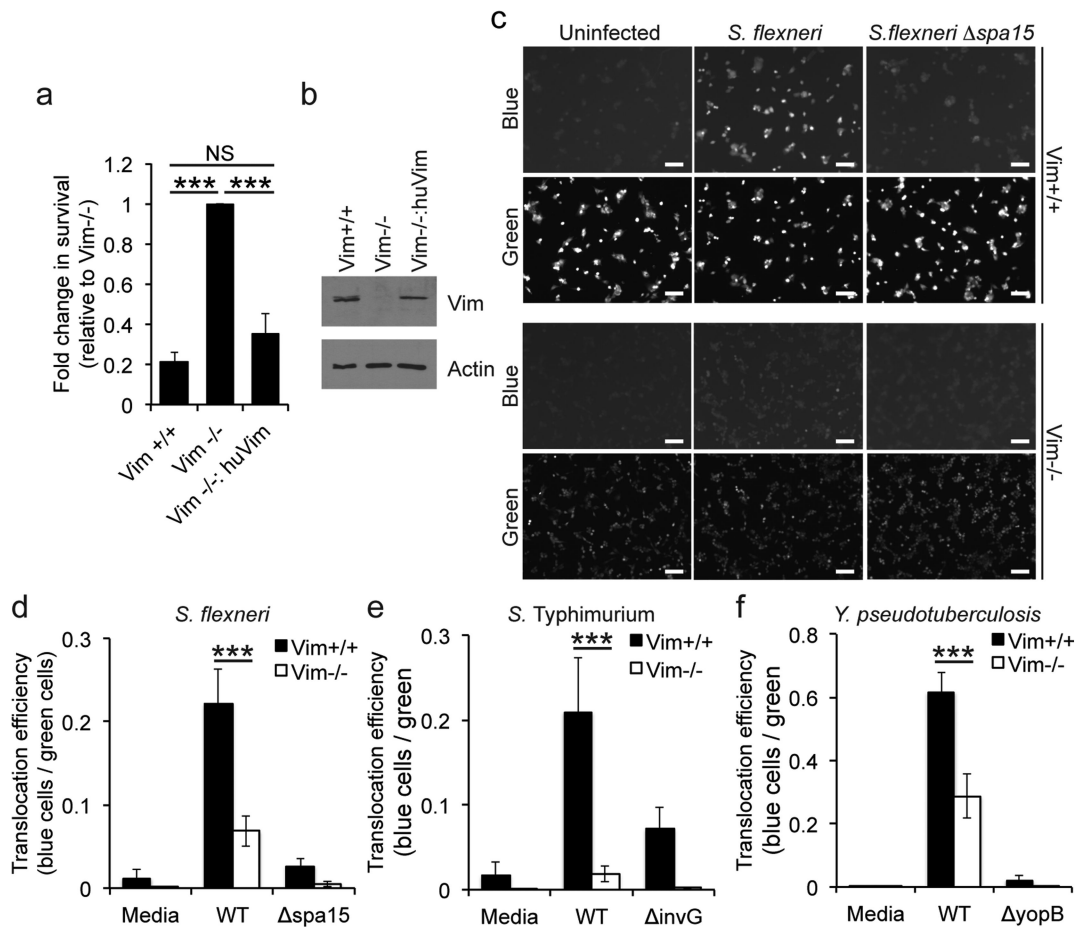 a
Fold change in survival
(relative to Vim-/-)
1.2
1
0.8
0.6
0.4
0.2
0
NS
***
***
Vim +/+
Vim -/-
Vim -/-: huVim
b
Vim+/+
Vim-/-
Vim-/-:huVim
Vim
Actin
c
Uninfected
S. flexneri
S.flexneri Δspa15
Blue
Green
Vim+/+
Blue
Green
Vim-/-
d
S. flexneri
Translocation efficiency
(blue cells / green cells)
0.3
0.2
0.1
0
***
Vim+/+
Vim-/-
Media
WT
Δspa15
e
S. Typhimurium
Translocation efficiency
(blue cells / green
0.3
0.2
0.1
0
***
Vim+/+
Vim-/-
Media
WT
ΔinvG
f
Y. pseudotuberculosis
Translocation efficiency
(blue cells / green
0.8
0.6
0.4
0.2
0
***
Vim+/+
Vim-/-
Media
WT
ΔyopB